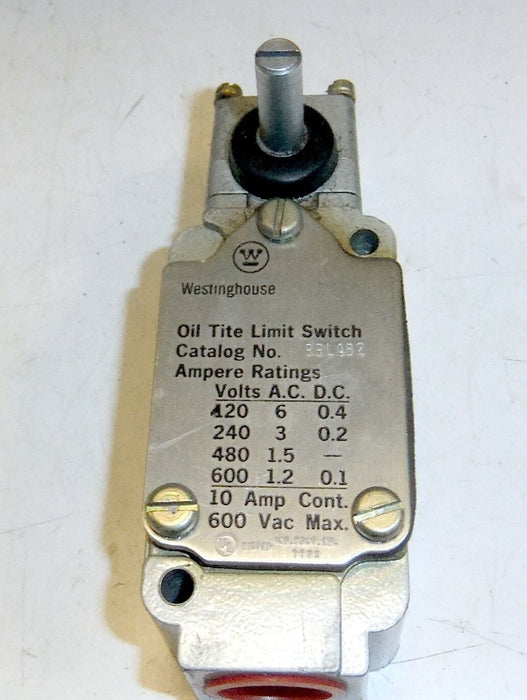 W
Westinghouse
Oil Tite Limit Switch
Catalog No.
Ampere Ratings
Volts A.C. D.C.
120 6 0.4
240 3 0.2
480 1.5 —
600 1.2 0.1
10 Amp Cont.
600 Vac Max.
UL